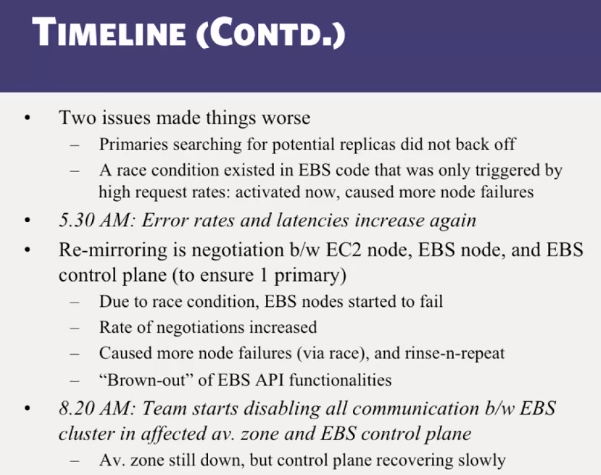 TIMELINE (CONTD.)
• Two issues made things worse
– Primaries searching for potential replicas did not back off
– A race condition existed in EBS code that was only triggered by
high request rates: activated now, caused more node failures
• 5.30 AM: Error rates and latencies increase again
• Re-mirroring is negotiation b/w EC2 node, EBS node, and EBS
control plane (to ensure 1 primary)
– Due to race condition, EBS nodes started to fail
– Rate of negotiations increased
– Caused more node failures (via race), and rinse-n-repeat
– “Brown-out” of EBS API functionalities
• 8.20 AM: Team starts disabling all communication b/w EBS
cluster in affected av. zone and EBS control plane
– Av. zone still down, but control plane recovering slowly